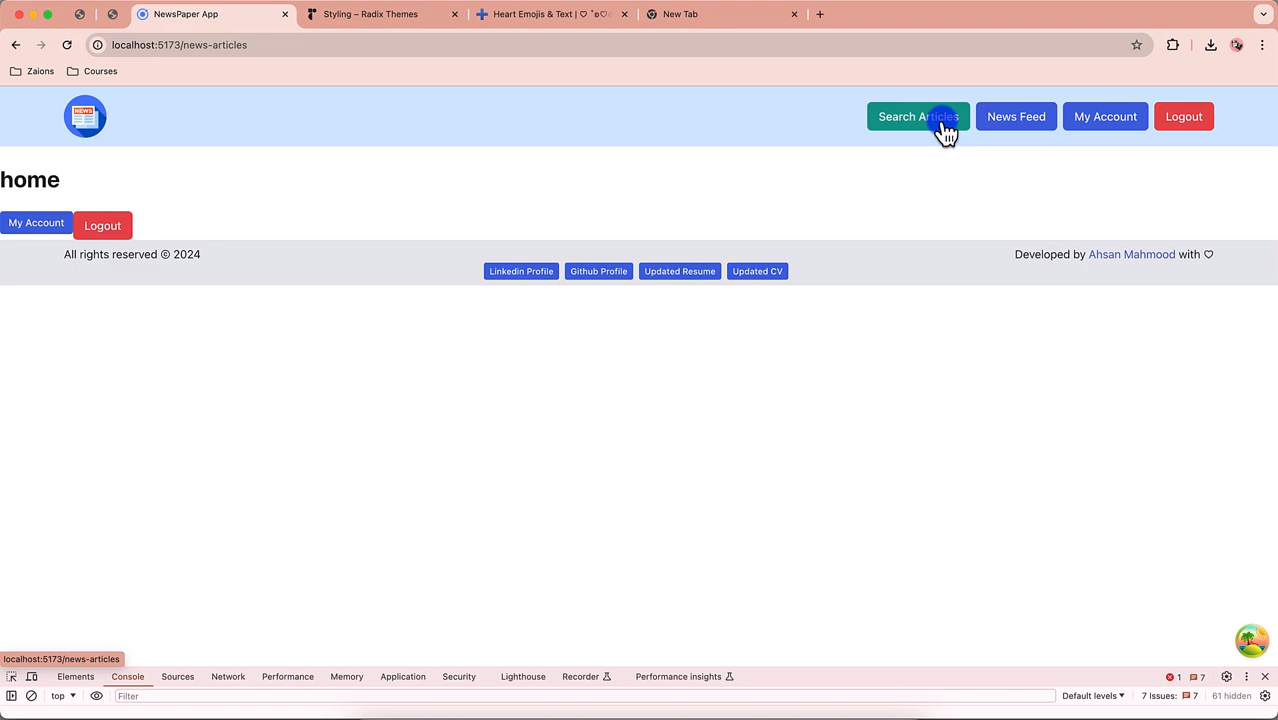 NewsPaper App
Styling – Radix Themes
Heart Emojis & Text | ♡ ˚ʚ♡
New Tab
localhost:5173/news-articles
Zaions
Courses
NEWS
Search Articles
News Feed
My Account
Logout
home
My Account
Logout
All rights reserved © 2024
Developed by Ahsan Mahmood with ♡
Linkedin Profile
Github Profile
Updated Resume
Updated CV
localhost:5173/news-articles
Elements
Console
Sources
Network
Performance
Memory
Application
Security
Lighthouse
Recorder
Performance insights
1
7
top
Filter
Default levels
7 Issues:
7
61 hidden